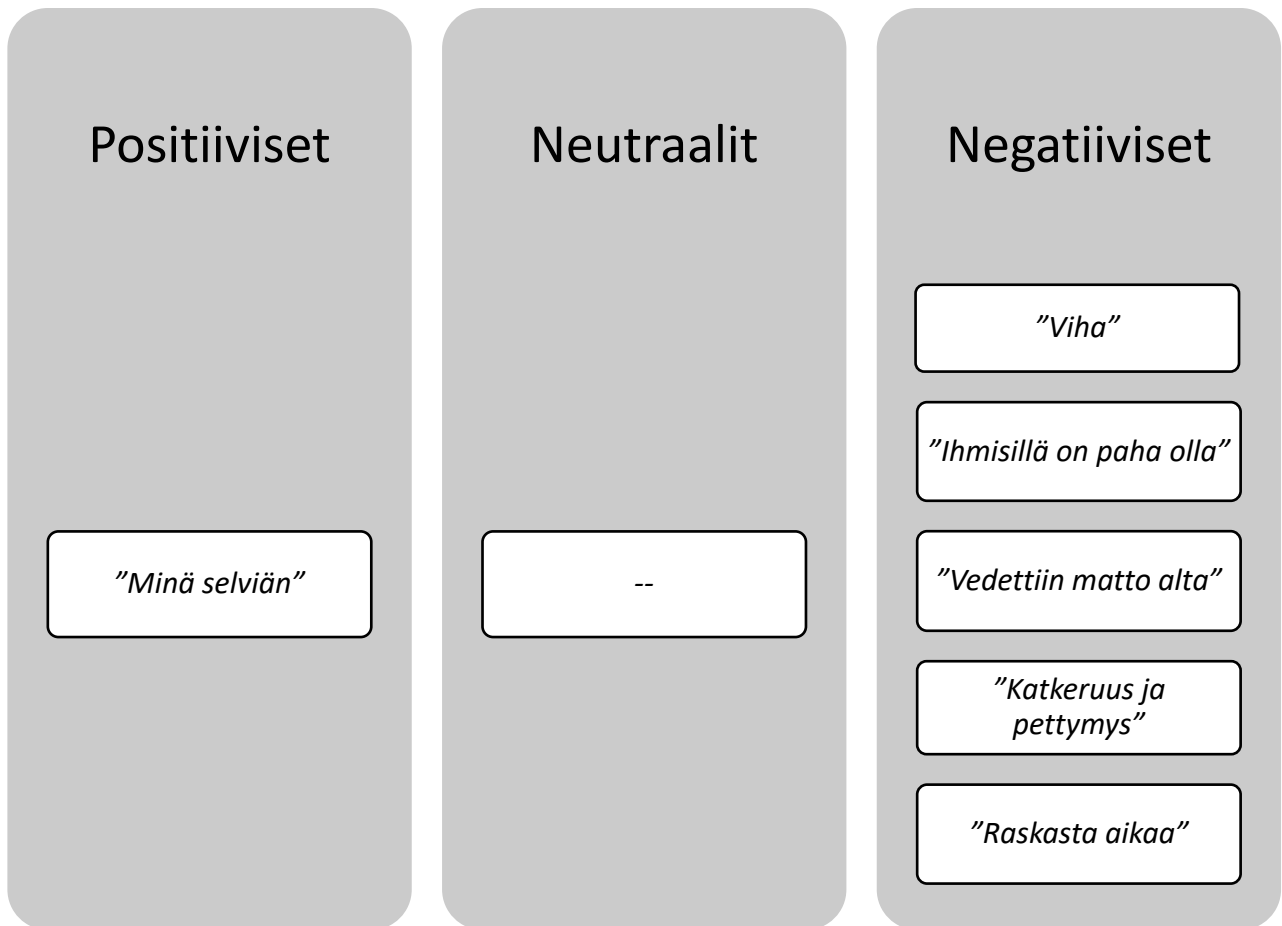 Positiiviset
Neutraalit
Negatiiviset
”Viha”
”Ihmisillä on paha olla”
”Minä selviän”
--
”Vedettiin matto alta”
”Katkeruus ja
pettymys”
”Raskasta aikaa”